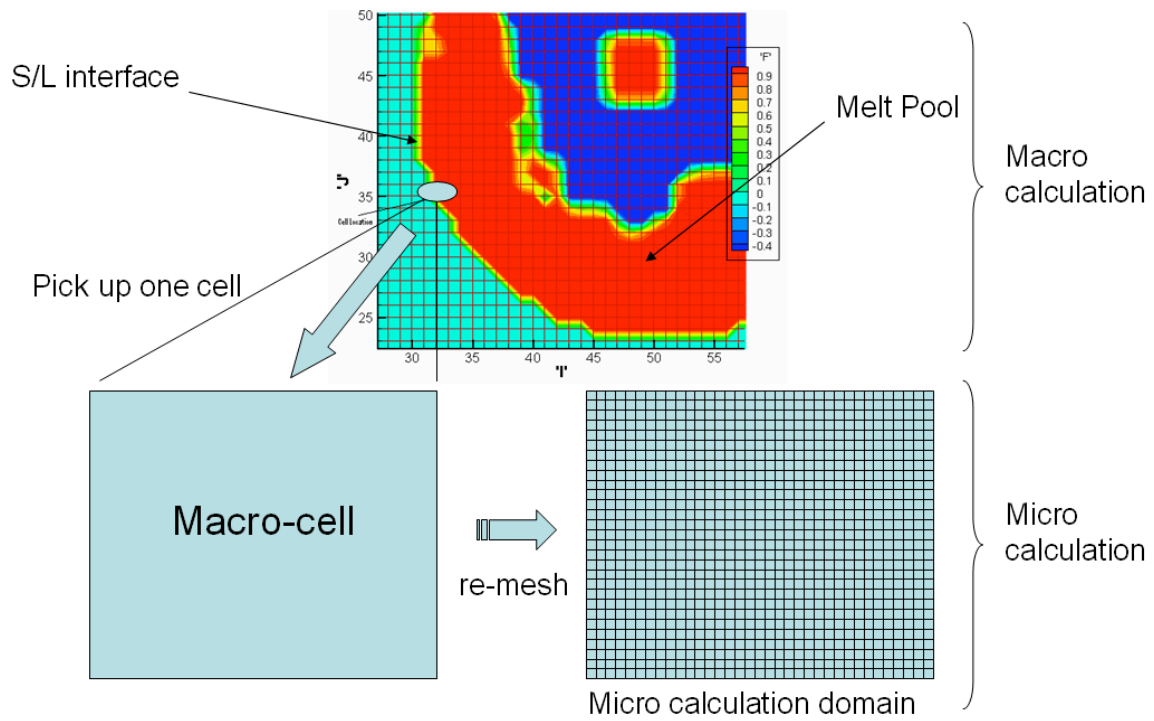 50
S/L interface
45
40
'J'
35
Cell location
30
25
30
35
40
45
50
55
'I'
'F'
0.9
0.8
0.7
0.6
0.5
0.4
0.3
0.2
0.1
0
-0.1
-0.2
-0.3
-0.4
Melt Pool
Macro
calculation
Pick up one cell
Macro-cell
re-mesh
Micro calculation domain
Micro
calculation